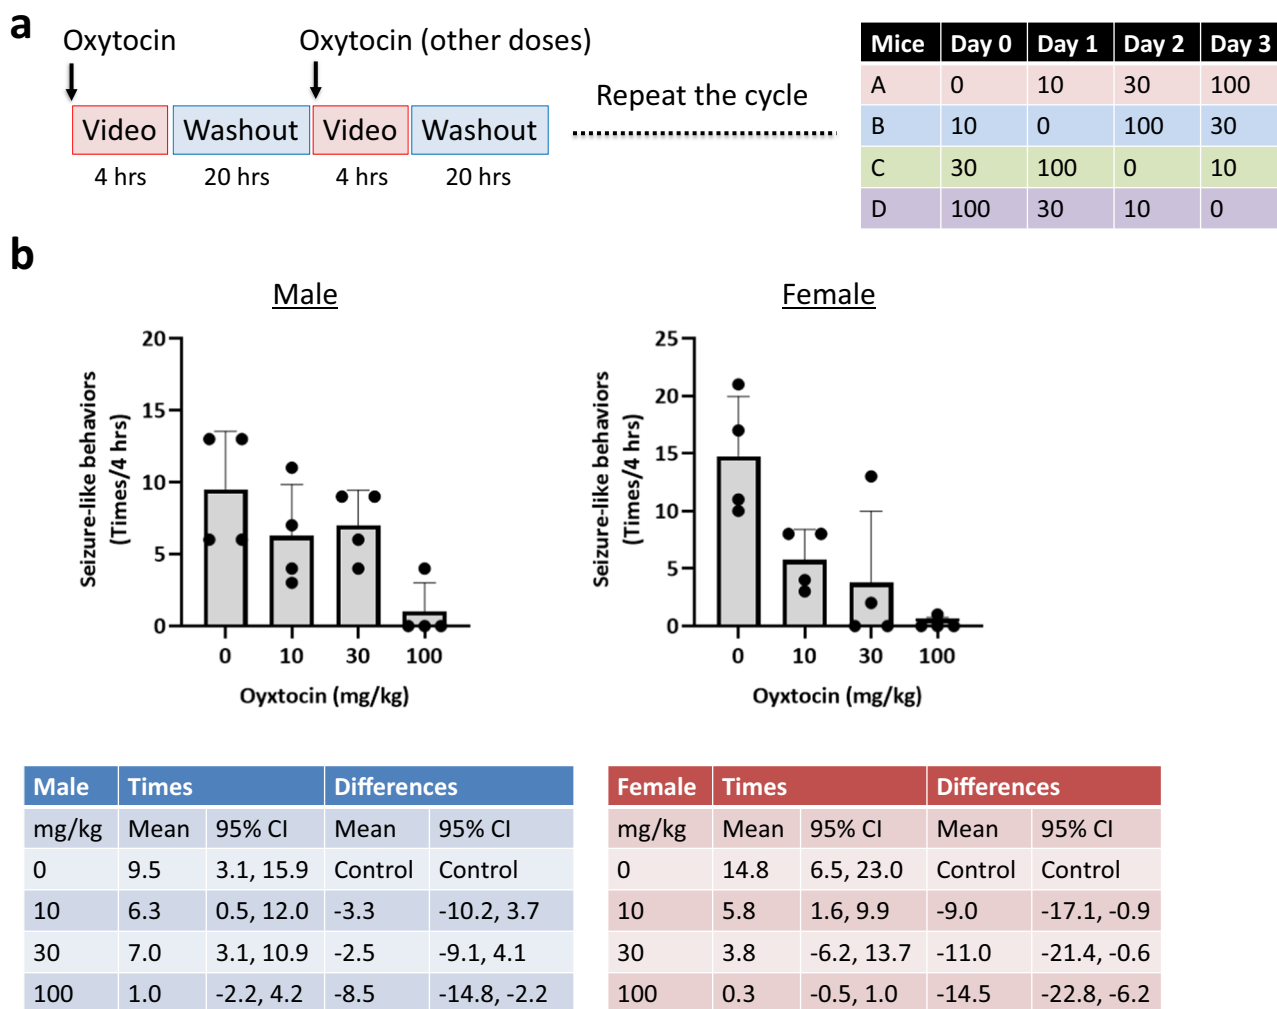 a
Oxytocin
Oxytocin (other doses)
Video
Washout
Video
Washout
4 hrs
20 hrs
4 hrs
20 hrs
Repeat the cycle
Mice Day 0 Day 1 Day 2 Day 3
A 0 10 30 100
B 10 0 100 30
C 30 100 0 10
D 100 30 10 0
b
Male
Seizure-like behaviors
(Times/4 hrs)
20
15
10
5
0
0 10 30 100
Oyxtocin (mg/kg)
Female
Seizure-like behaviors
(Times/4 hrs)
25
20
15
10
5
0
0 10 30 100
Oyxtocin (mg/kg)
Male Times Differences
mg/kg Mean 95% CI Mean 95% CI
0 9.5 3.1, 15.9 Control Control
10 6.3 0.5, 12.0 -3.3 -10.2, 3.7
30 7.0 3.1, 10.9 -2.5 -9.1, 4.1
100 1.0 -2.2, 4.2 -8.5 -14.8, -2.2
Female Times Differences
mg/kg Mean 95% CI Mean 95% CI
0 14.8 6.5, 23.0 Control Control
10 5.8 1.6, 9.9 -9.0 -17.1, -0.9
30 3.8 -6.2, 13.7 -11.0 -21.4, -0.6
100 0.3 -0.5, 1.0 -14.5 -22.8, -6.2